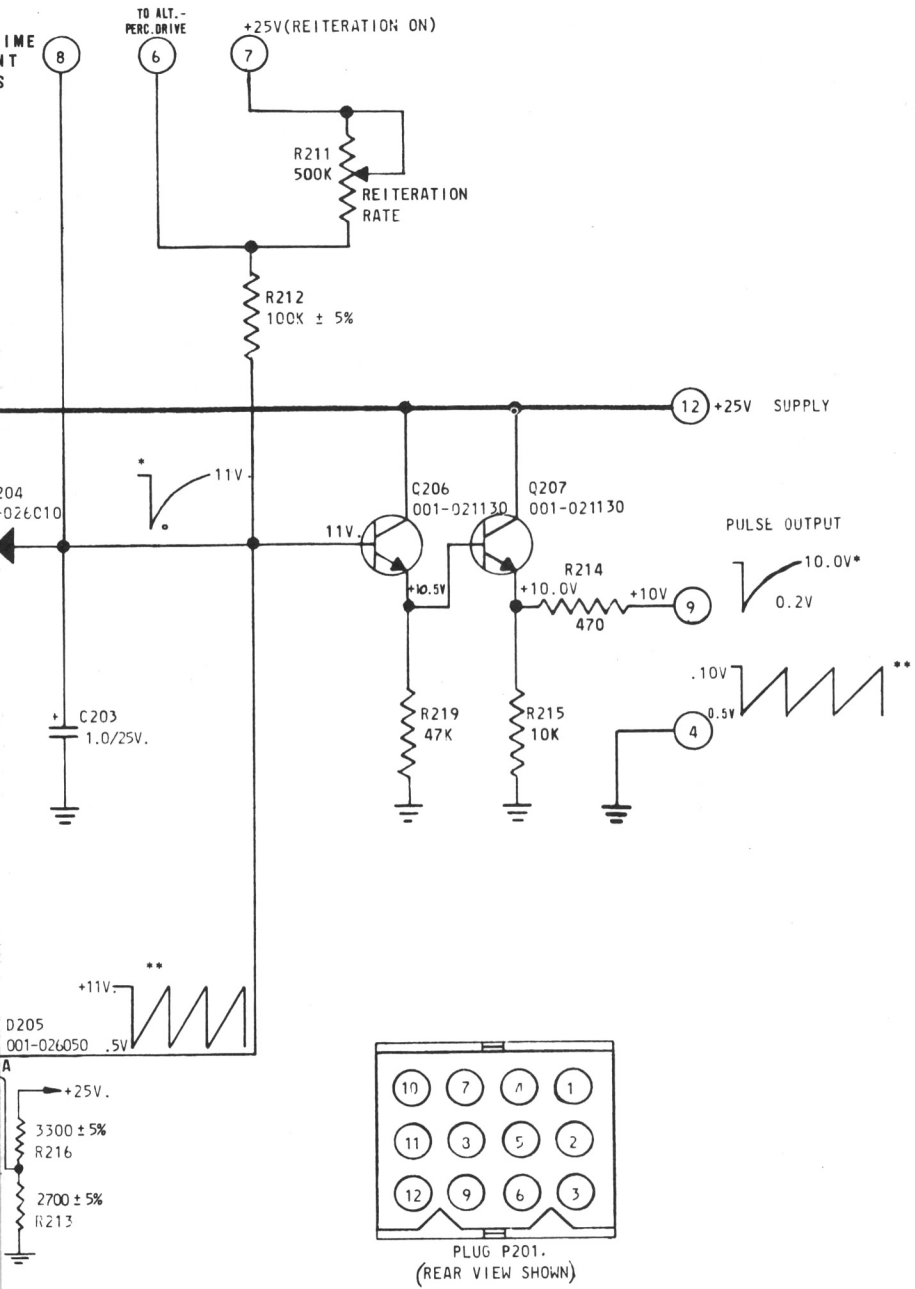 TO ALT.-
PERC.DRIVE
+25V(REITERATION ON)
IME
NT
S
8
6
7
R211
500K
REITERATION
RATE
R212
100K ± 5%
12
+25V SUPPLY
*
11V.
204
-026010
C206
001-021130
Q207
001-021130
11V.
PULSE OUTPUT
+10.5V
+10.0V
R214
470
+10V
9
10.0V*
0.2V
.10V
**
0.5V
4
+
C203
1.0/25V.
R219
47K
R215
10K
**
+11V.
D205
001-026050
.5V
A
+25V.
3300 ± 5%
R216
2700 ± 5%
R213
10
7
1
11
3
5
2
12
9
6
3
PLUG P201.
(REAR VIEW SHOWN)